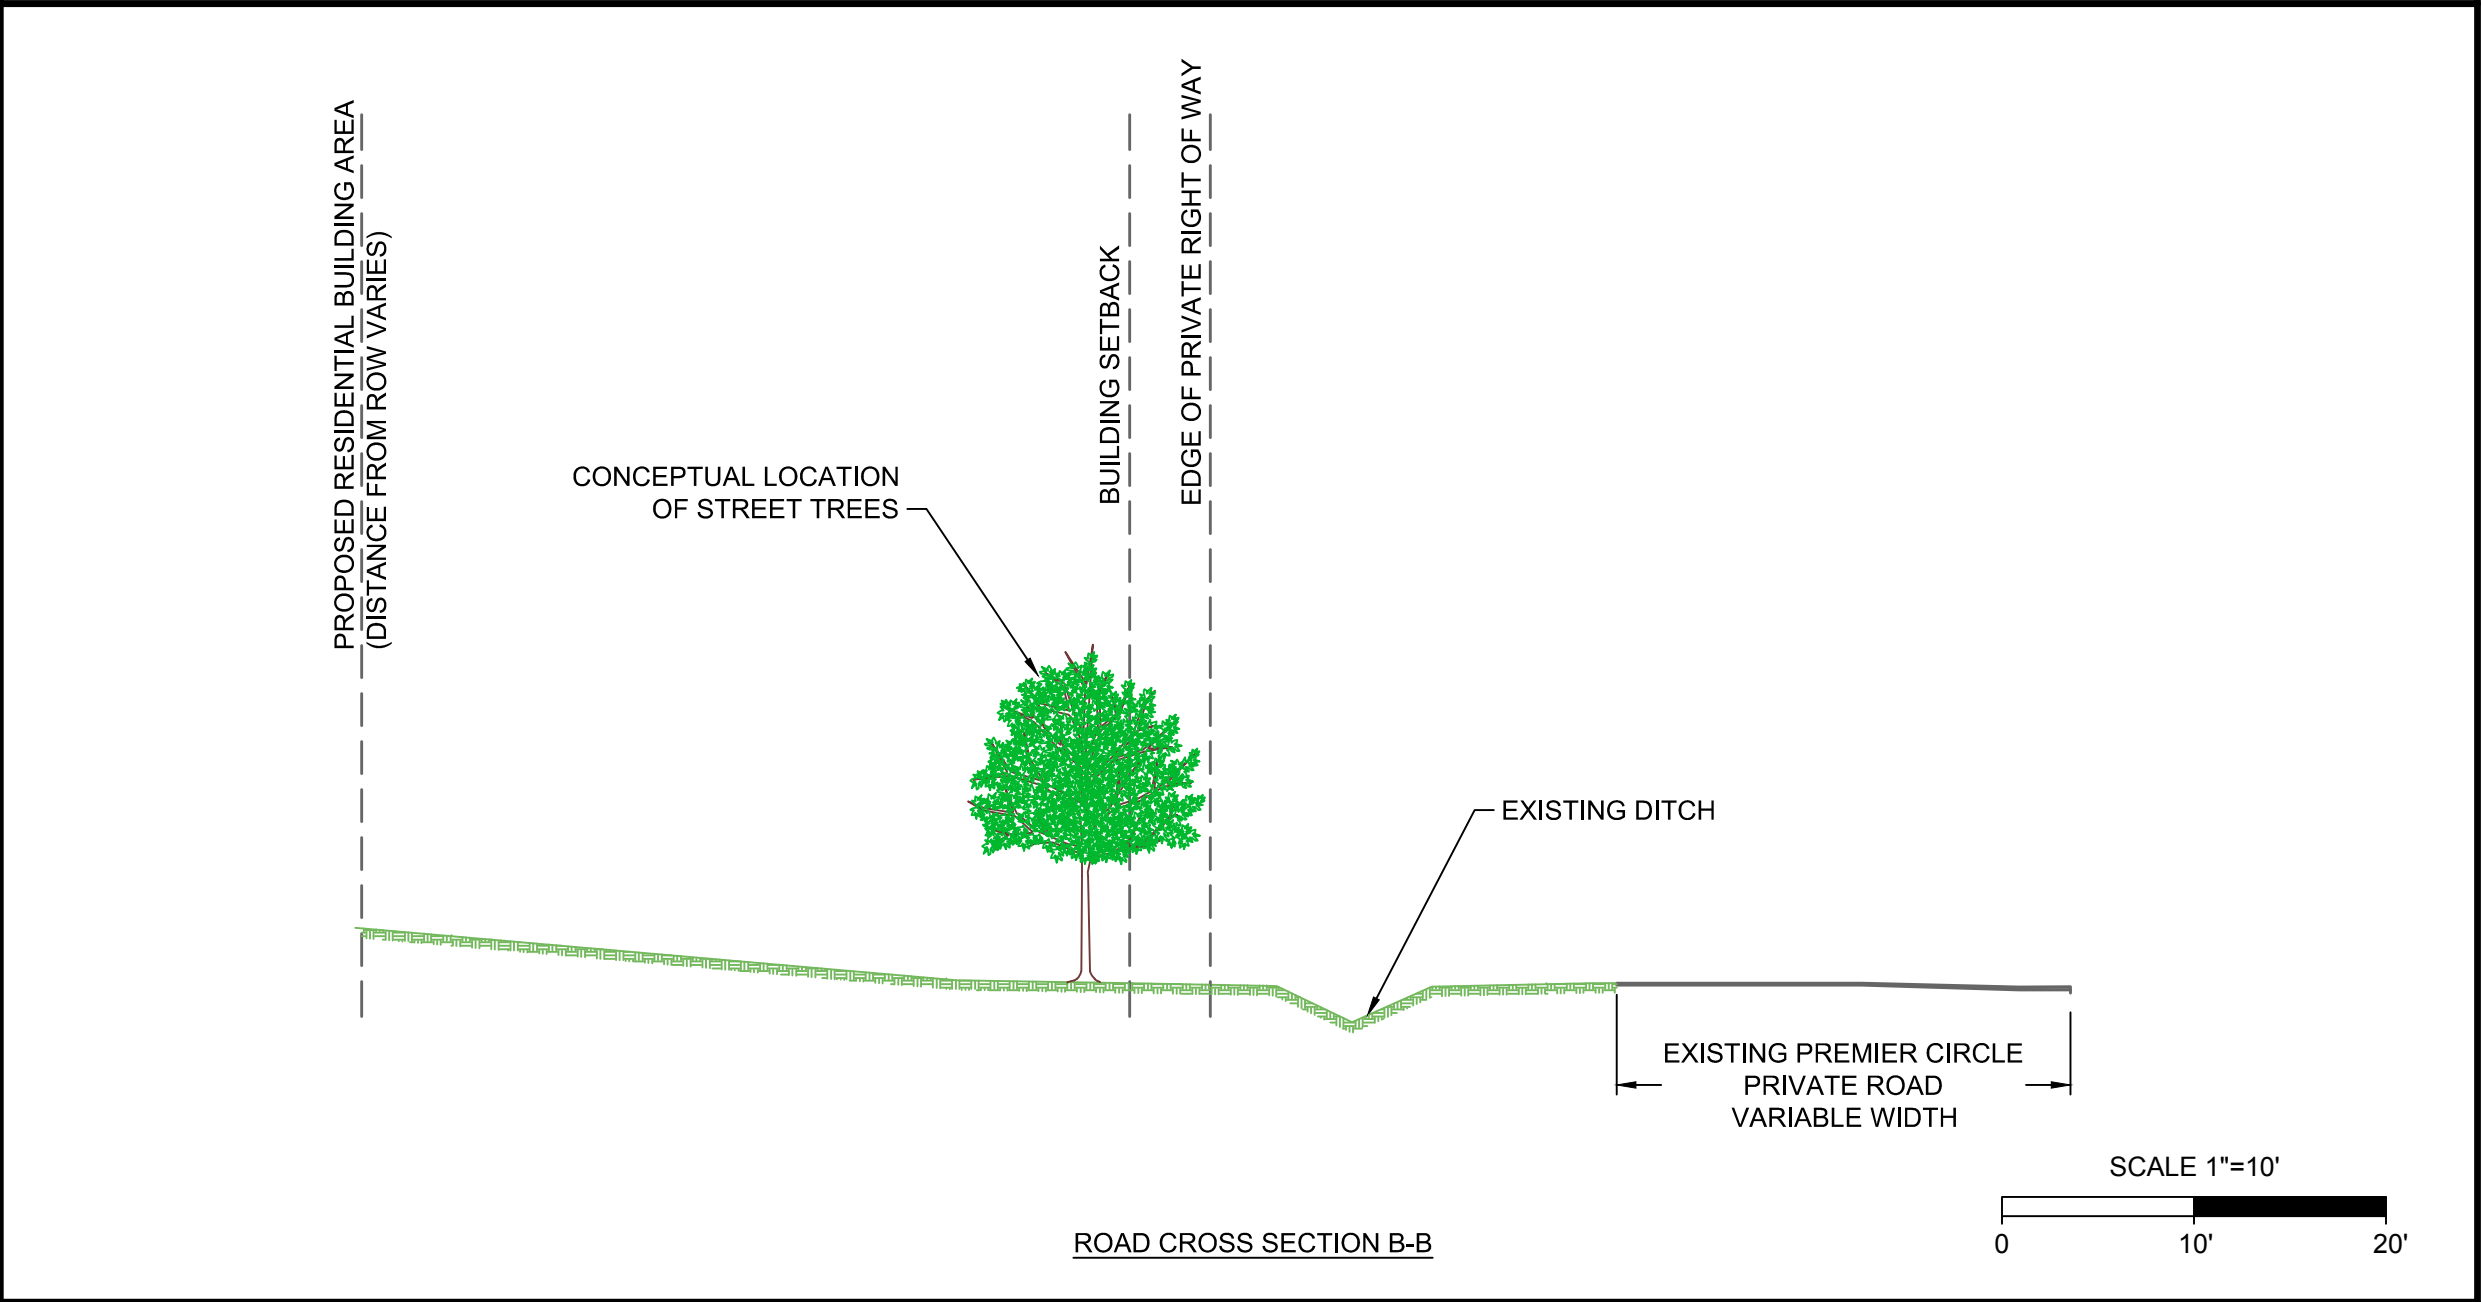 PROPOSED RESIDENTIAL BUILDING AREA
(DISTANCE FROM ROW VARIES)
BUILDING SETBACK
EDGE OF PRIVATE RIGHT OF WAY
CONCEPTUAL LOCATION
OF STREET TREES
EXISTING DITCH
EXISTING PREMIER CIRCLE
PRIVATE ROAD
VARIABLE WIDTH
SCALE 1"=10'
0 10' 20'
ROAD CROSS SECTION B-B